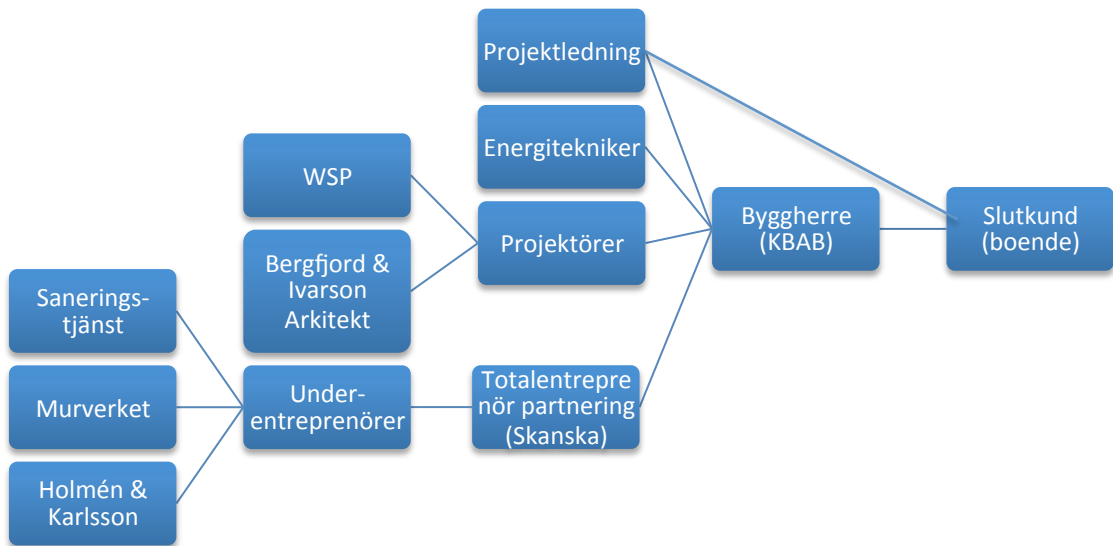 Projektledning
Energitekniker
WSP
Projektörer
Byggherre
(KBAB)
Slutkund
(boende)
Bergfjord &
Ivarson
Arkitekt
Sanerings-
tjänst
Murverket
Under-
entreprenörer
Totalentrepre
nör partnering
(Skanska)
Holmén &
Karlsson